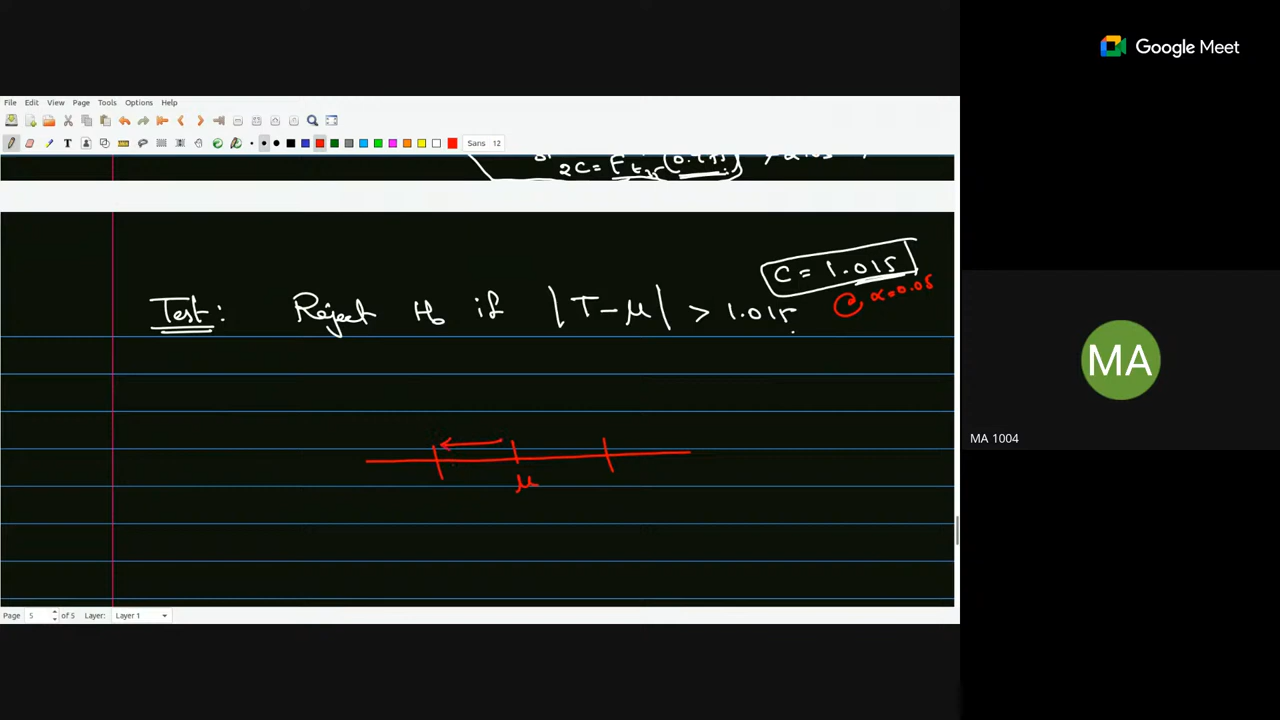 Google Meet
File Edit View Page Tools Options Help
Sans 12
2C =
C = 1.015
@ α=0.05
Test: Reject H₀ if |T-μ| > 1.015
μ
MA
MA 1004
Page 5 of 5 Layer: Layer 1